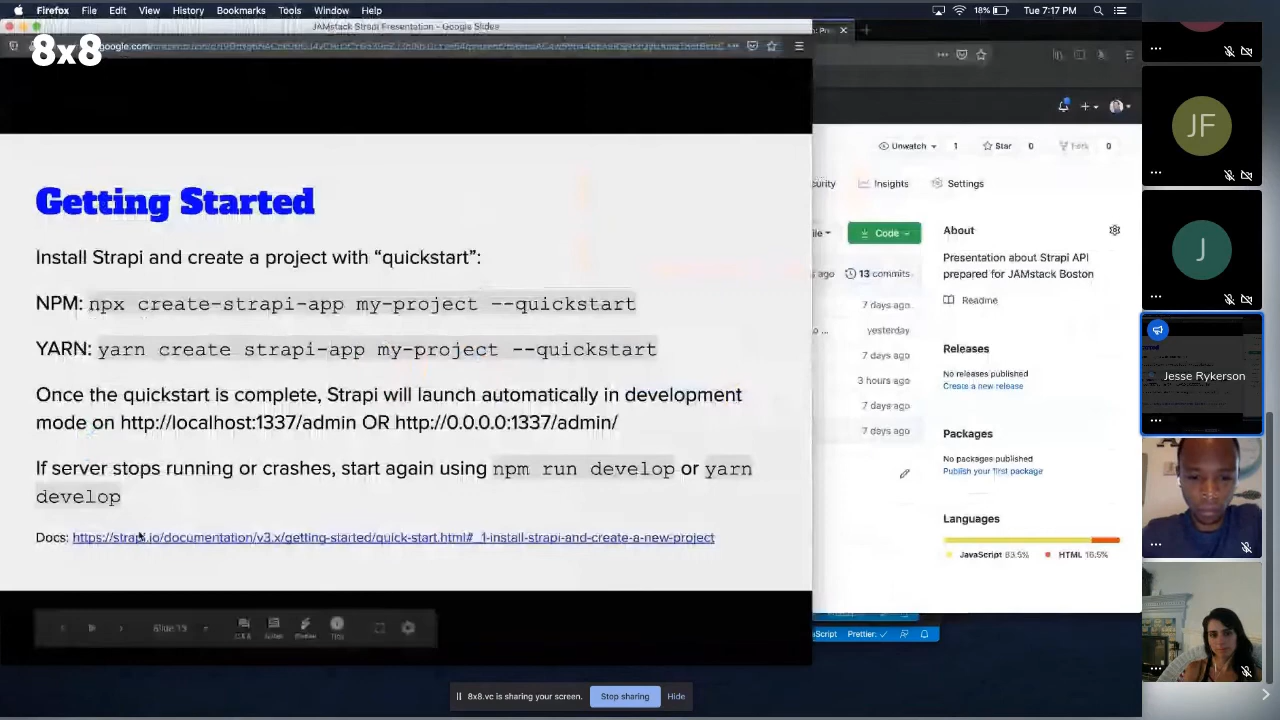 Firefox File Edit View History Bookmarks Tools Window Help
18% Tue 7:17 PM
JAMstack Strapi Presentation - Google Slides
8x8
google.com
Getting Started
Install Strapi and create a project with “quickstart”:
NPM: npx create-strapi-app my-project --quickstart
YARN: yarn create strapi-app my-project --quickstart
Once the quickstart is complete, Strapi will launch automatically in development
mode on http://localhost:1337/admin OR http://0.0.0.0:1337/admin/
If server stops running or crashes, start again using npm run develop or yarn
develop
Docs: https://strapi.io/documentation/v3.x/getting-started/quick-start.html#_1-install-strapi-and-create-a-new-project
Unwatch 1 Star 0 Fork 0
Insights Settings
Code
13 commits
7 days ago
yesterday
7 days ago
3 hours ago
7 days ago
7 days ago
About
Presentation about Strapi API
prepared for JAMstack Boston
Readme
Releases
No releases published
Create a new release
Packages
No packages published
Publish your first package
Languages
JavaScript 83.5% HTML 16.5%
Prettier:
8x8.vc is sharing your screen. Stop sharing Hide
JF
J
Jesse Rykerson